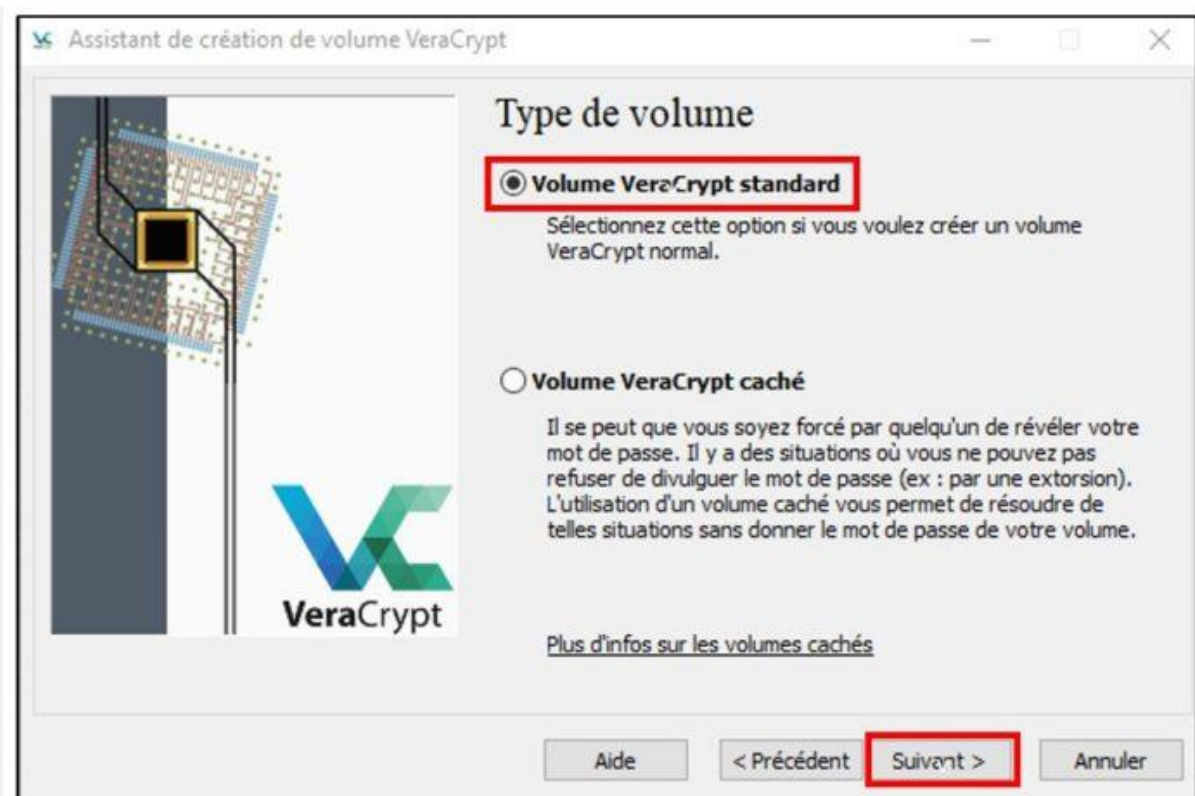 Assistant de création de volume VeraCrypt
Type de volume
Volume VeraCrypt standard
Sélectionnez cette option si vous voulez créer un volume
VeraCrypt normal.
Volume VeraCrypt caché
Il se peut que vous soyez forcé par quelqu'un de révéler votre
mot de passe. Il y a des situations où vous ne pouvez pas
refuser de divulguer le mot de passe (ex : par une extorsion).
L'utilisation d'un volume caché vous permet de résoudre de
telles situations sans donner le mot de passe de votre volume.
VeraCrypt
Plus d'infos sur les volumes cachés
Aide
< Précédent
Suivant >
Annuler